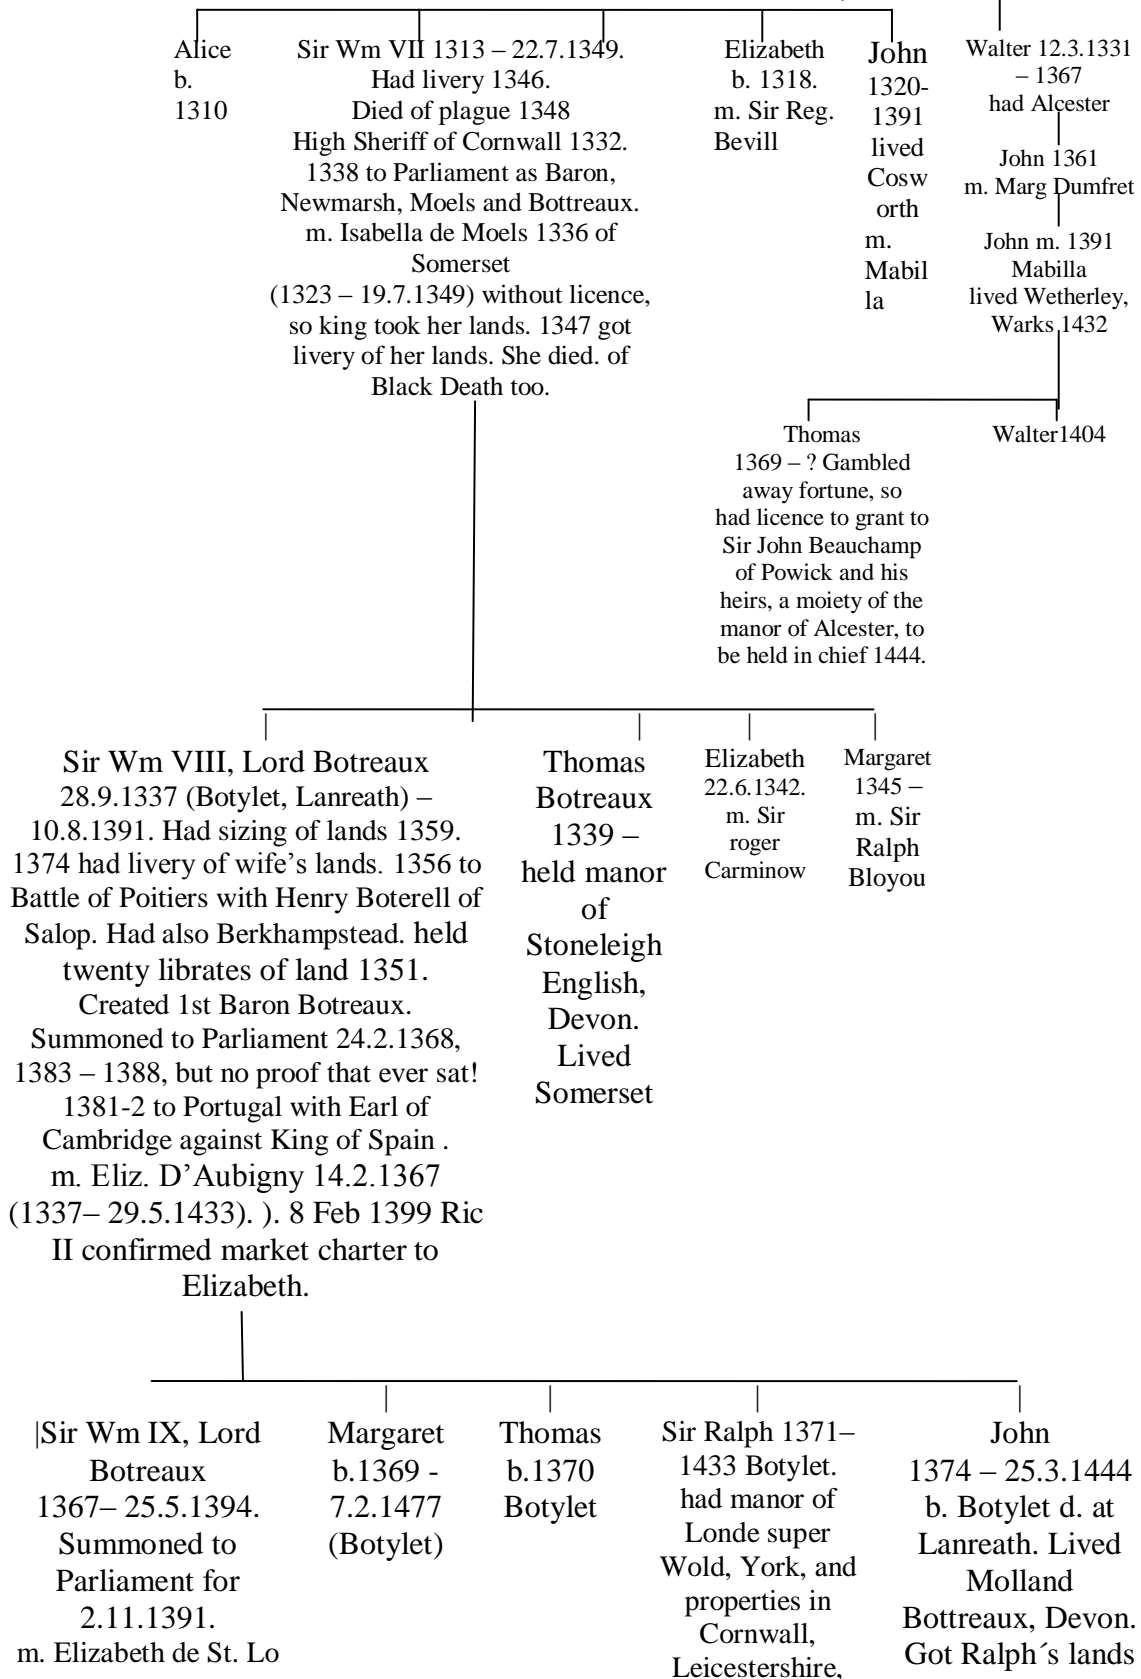 Alice
b.
1310
Sir Wm VII 1313 – 22.7.1349.
Had livery 1346.
Died of plague 1348
High Sheriff of Cornwall 1332.
1338 to Parliament as Baron,
Newmarsh, Moels and Bottreaux.
m. Isabella de Moels 1336 of
Somerset
(1323 – 19.7.1349) without licence,
so king took her lands. 1347 got
livery of her lands. She died. of
Black Death too.
Elizabeth
b. 1318.
m. Sir Reg.
Bevill
John
1320-
1391
lived
Cosw
orth
m.
Mabil
la
Walter 12.3.1331
– 1367
had Alcester
John 1361
m. Marg Dumfret
John m. 1391
Mabilla
lived Wetherley,
Warks 1432
Thomas
1369 – ? Gambled
away fortune, so
had licence to grant to
Sir John Beauchamp
of Powick and his
heirs, a moiety of the
manor of Alcester, to
be held in chief 1444.
Walter1404
Sir Wm VIII, Lord Botreaux
28.9.1337 (Botylet, Lanreath) –
10.8.1391. Had sizing of lands 1359.
1374 had livery of wife’s lands. 1356 to
Battle of Poitiers with Henry Boterell of
Salop. Had also Berkhampstead. held
twenty librates of land 1351.
Created 1st Baron Botreaux.
Summoned to Parliament 24.2.1368,
1383 – 1388, but no proof that ever sat!
1381-2 to Portugal with Earl of
Cambridge against King of Spain .
m. Eliz. D’Aubigny 14.2.1367
(1337– 29.5.1433). ). 8 Feb 1399 Ric
II confirmed market charter to
Elizabeth.
Thomas
Botreaux
1339 –
held manor
of
Stoneleigh
English,
Devon.
Lived
Somerset
Elizabeth
22.6.1342.
m. Sir
roger
Carminow
Margaret
1345 –
m. Sir
Ralph
Bloyou
|Sir Wm IX, Lord
Botreaux
1367– 25.5.1394.
Summoned to
Parliament for
2.11.1391.
m. Elizabeth de St. Lo
Margaret
b.1369 -
7.2.1477
(Botylet)
Thomas
b.1370
Botylet
Sir Ralph 1371–
1433 Botylet.
had manor of
Londe super
Wold, York, and
properties in
Cornwall,
Leicestershire,
John
1374 – 25.3.1444
b. Botylet d. at
Lanreath. Lived
Molland
Bottreaux, Devon.
Got Ralph´s lands